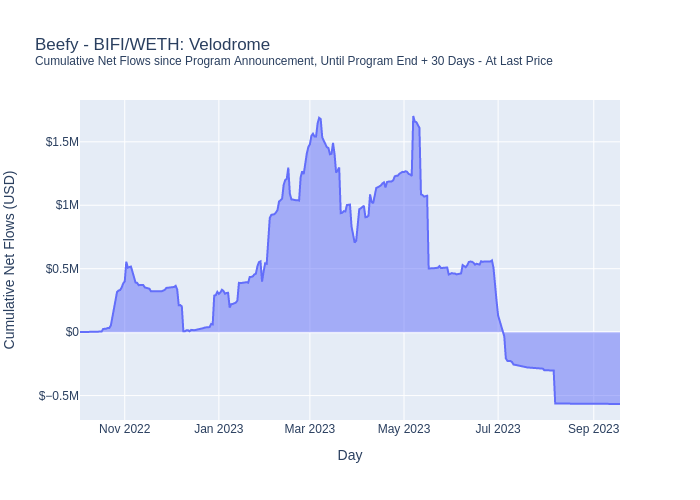 Beefy - BIFI/WETH: Velodrome
Cumulative Net Flows since Program Announcement, Until Program End + 30 Days - At Last Price
Cumulative Net Flows (USD)
$1.5M
$1M
$0.5M
$0
$−0.5M
Nov 2022
Jan 2023
Mar 2023
May 2023
Jul 2023
Sep 2023
Day